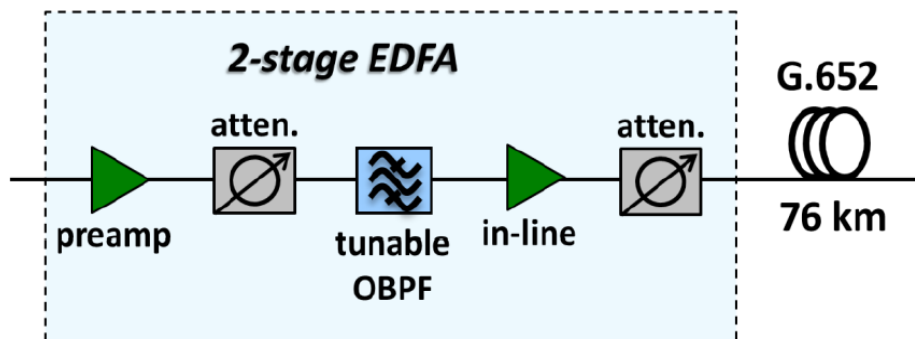 2-stage EDFA
G.652
atten.
atten.
preamp
tunable
OBPF
in-line
76 km